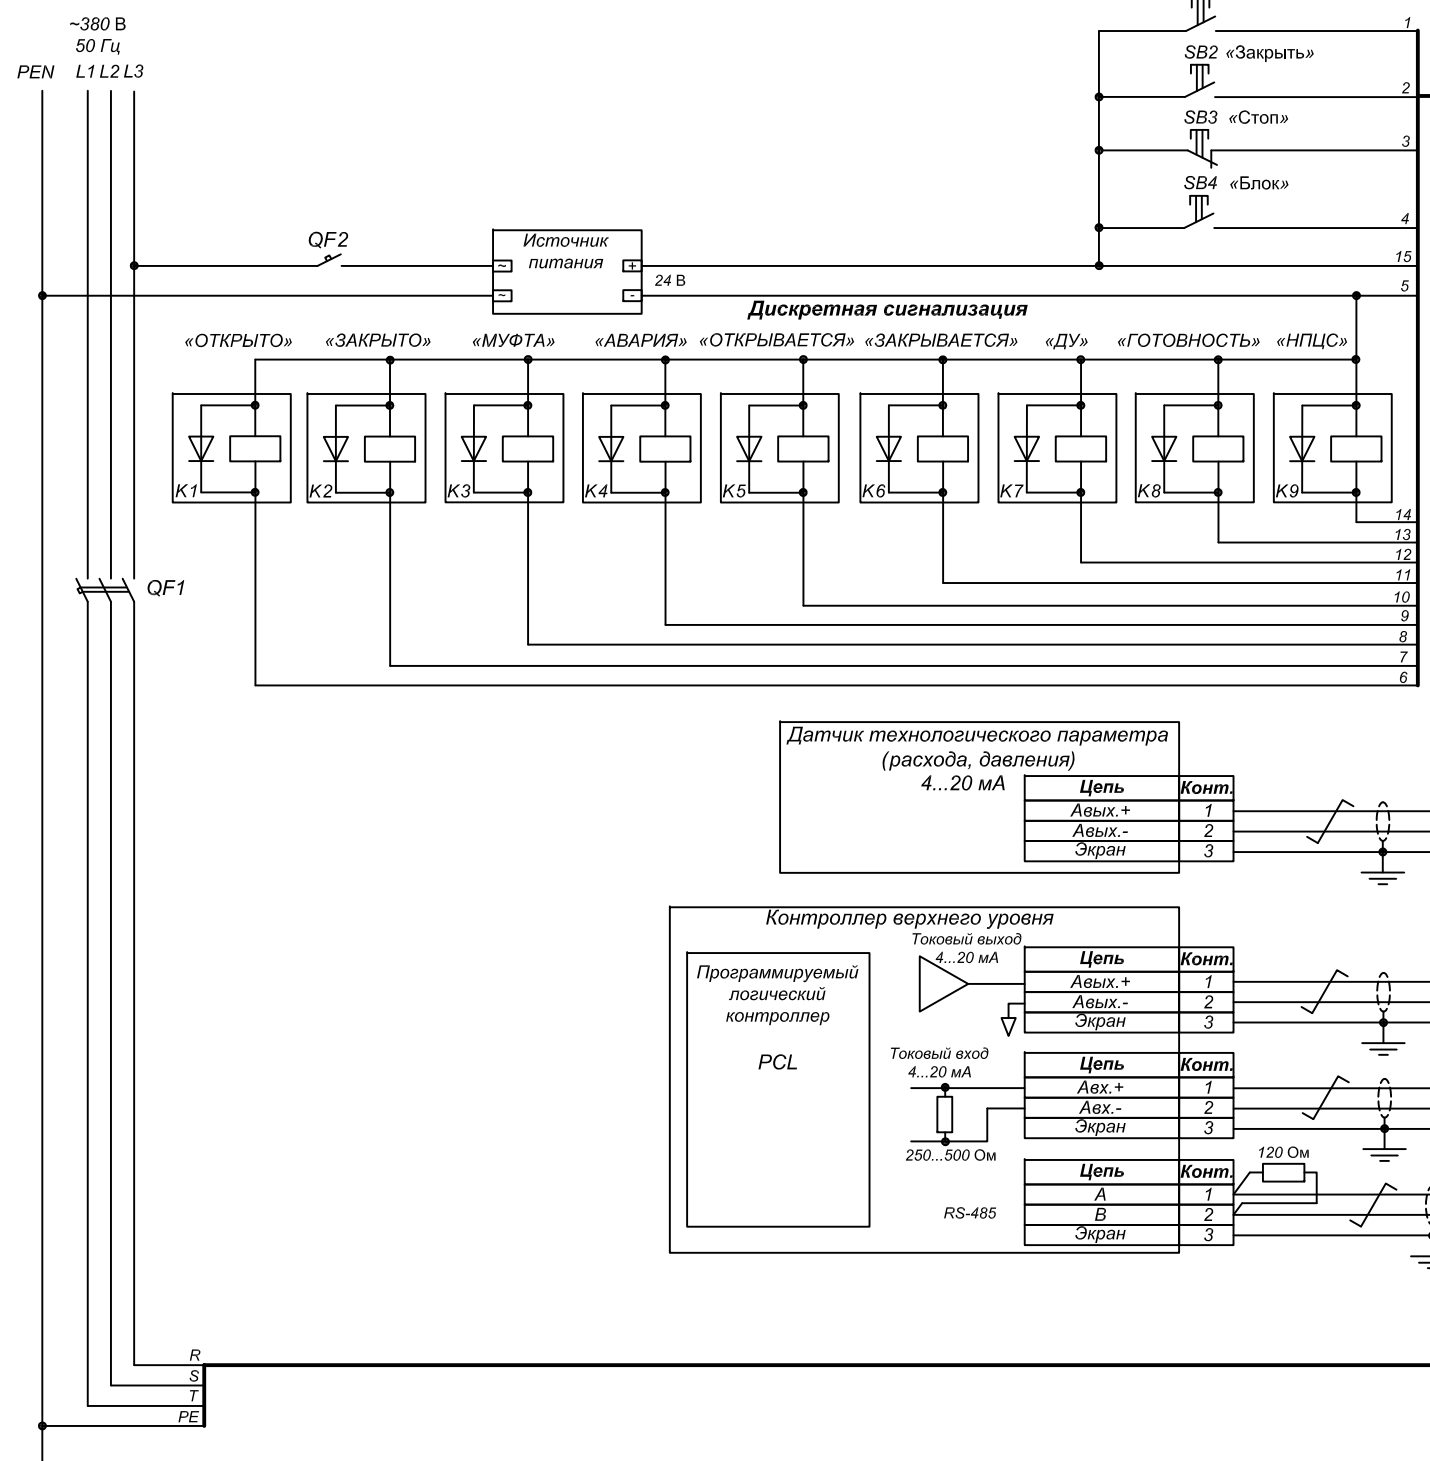 ~380 В
50 Гц
PEN L1 L2 L3
1
SB2 «Закрыть»
2
SB3 «Стоп»
3
SB4 «Блок»
4
QF2
Источник
питания
~ +
~ -
24 В
15
5
Дискретная сигнализация
«ОТКРЫТО» «ЗАКРЫТО» «МУФТА» «АВАРИЯ» «ОТКРЫВАЕТСЯ» «ЗАКРЫВАЕТСЯ» «ДУ» «ГОТОВНОСТЬ» «НПЦС»
K1 K2 K3 K4 K5 K6 K7 K8 K9
14
13
12
11
10
9
8
7
6
QF1
Датчик технологического параметра
(расхода, давления)
4...20 мА
Цепь Конт.
Авых.+ 1
Авых.- 2
Экран 3
Контроллер верхнего уровня
Программируемый
логический
контроллер
PCL
Токовый выход
4...20 мА
Цепь Конт.
Авых.+ 1
Авых.- 2
Экран 3
Токовый вход
4...20 мА
250...500 Ом
Цепь Конт.
Авх.+ 1
Авх.- 2
Экран 3
120 Ом
RS-485
Цепь Конт.
A 1
B 2
Экран 3
R
S
T
PE